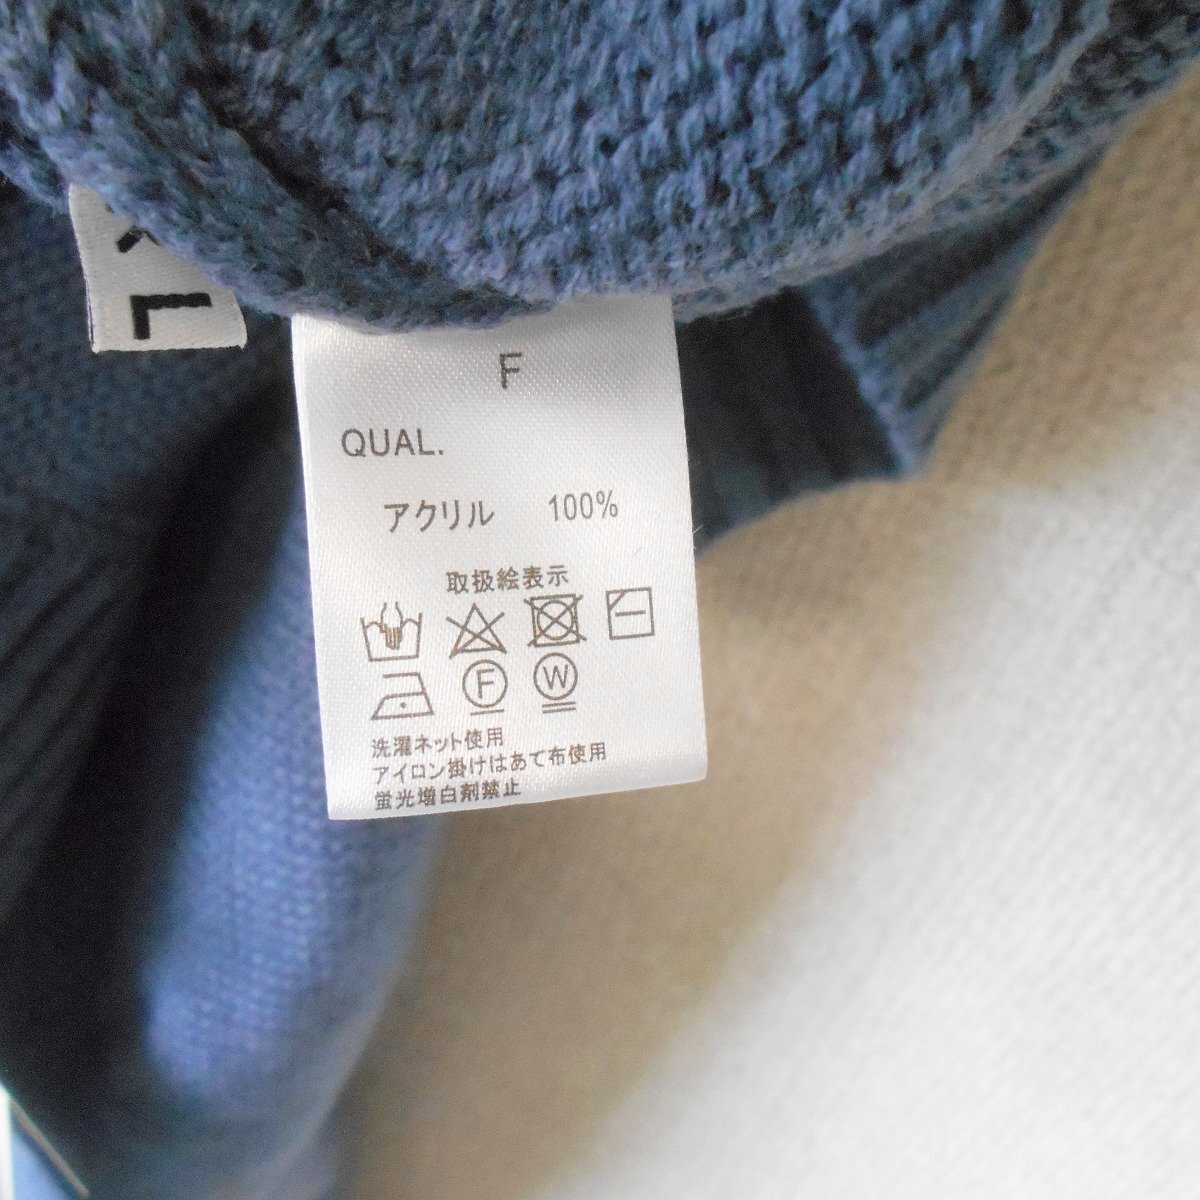 F
QUAL.
アクリル 100%
取扱絵表示
F W
洗濯ネット使用
アイロン掛けはあて布使用
蛍光増白剤禁止
L